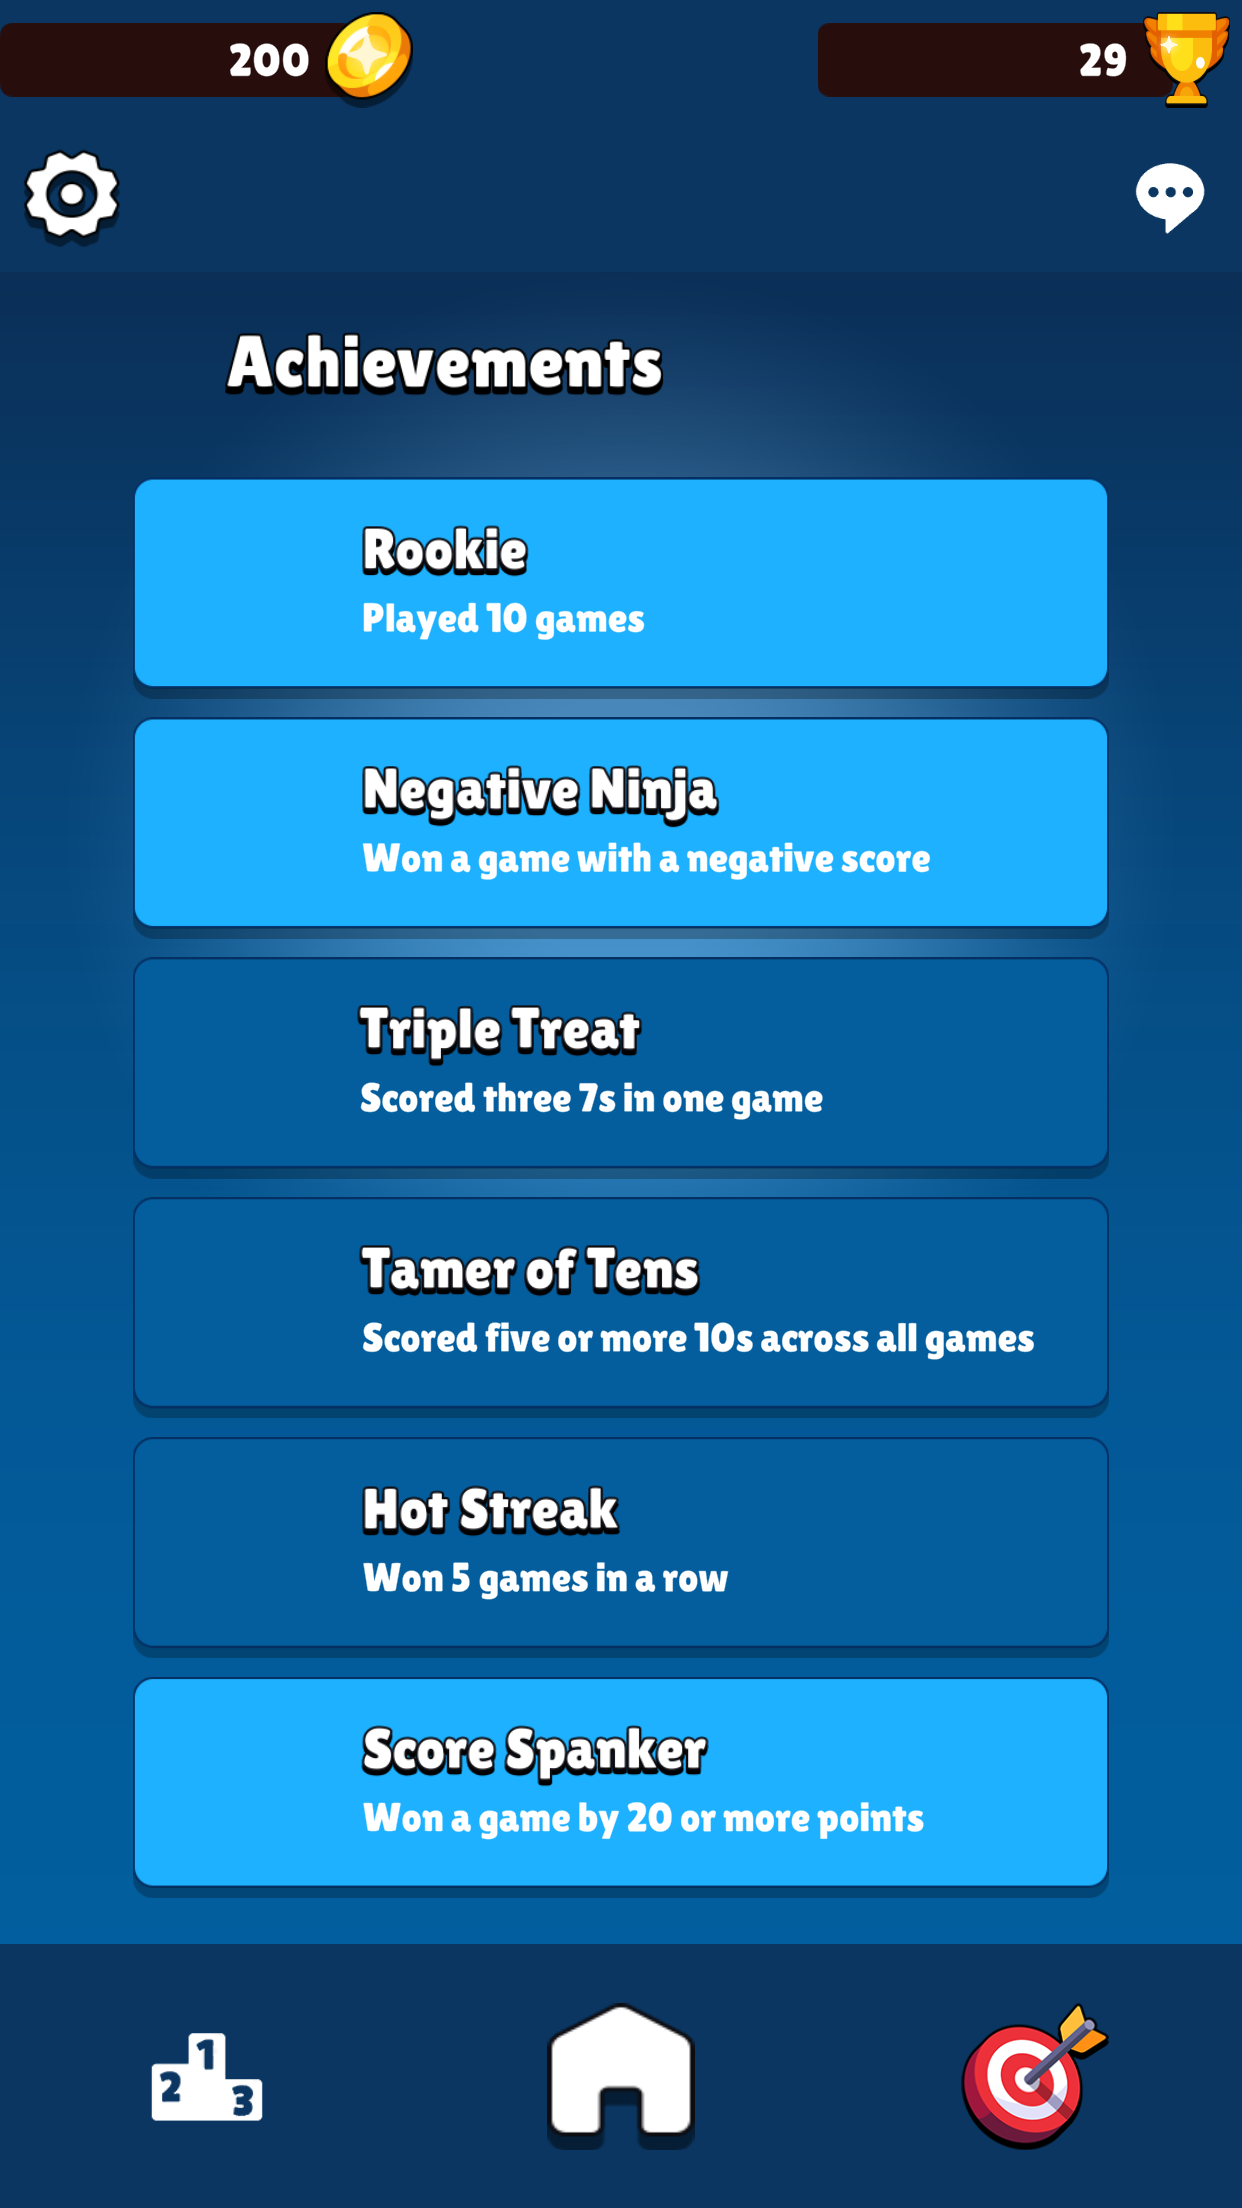 200
29
Achievements
Rookie
Played 10 games
Negative Ninja
Won a game with a negative score
Triple Treat
Scored three 7s in one game
Tamer of Tens
Scored five or more 10s across all games
Hot Streak
Won 5 games in a row
Score Spanker
Won a game by 20 or more points
1
2
3